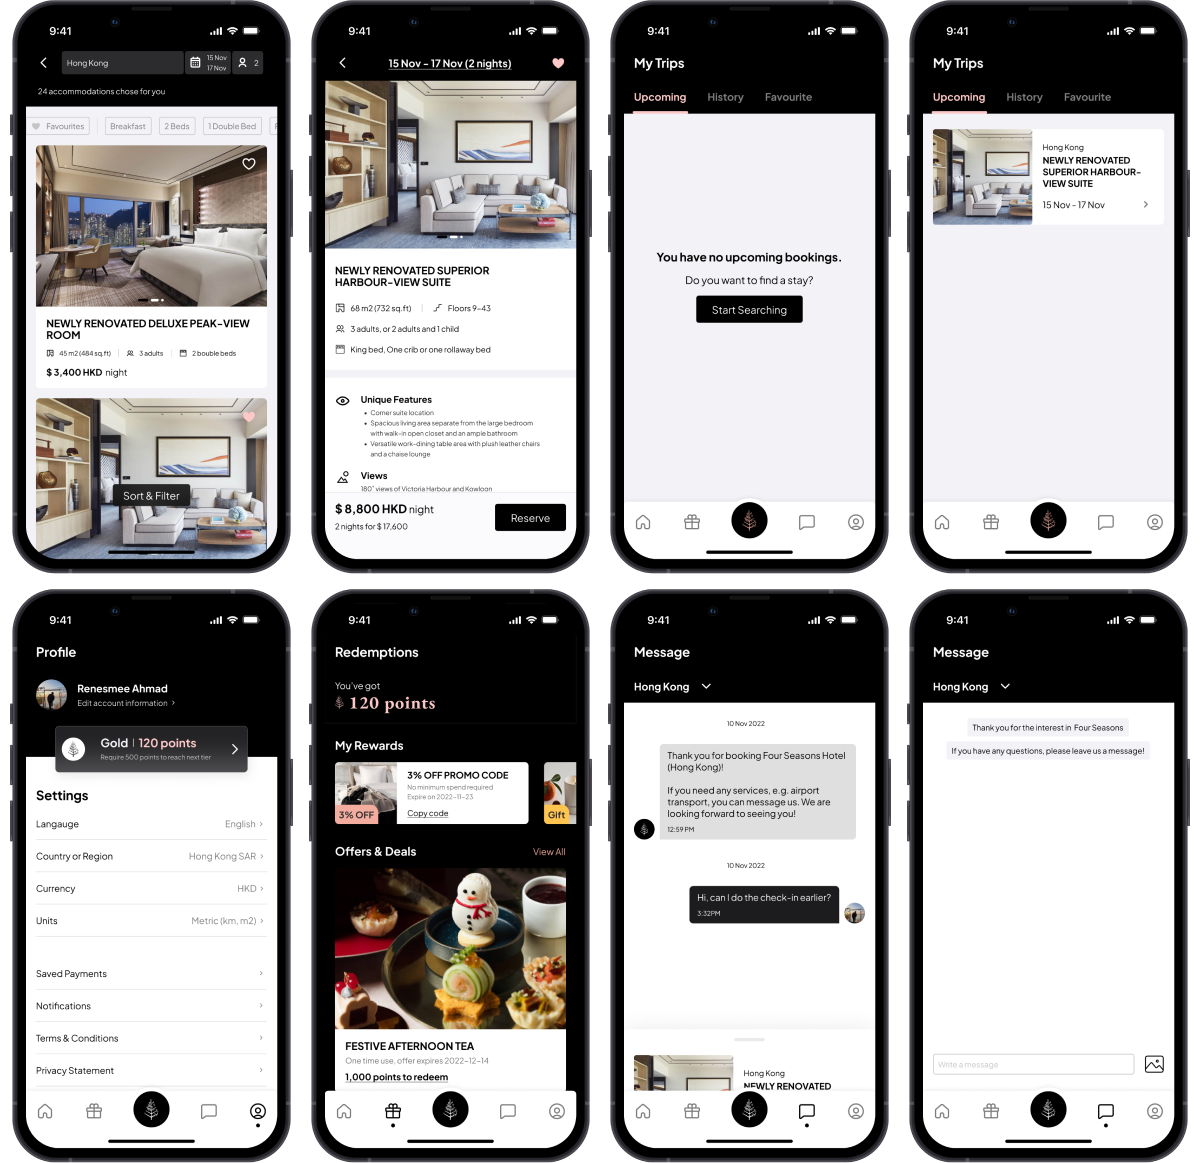 9:41
Hong Kong
15 Nov
17 Nov
2
24 accommodations chose for you
Favourites
Breakfast
2 Beds
1 Double Bed
NEWLY RENOVATED DELUXE PEAK-VIEW
ROOM
45 m2 (484 sq.ft)
3 adults
2 bouble beds
$ 3,400 HKD night
Sort & Filter
9:41
15 Nov - 17 Nov (2 nights)
NEWLY RENOVATED SUPERIOR
HARBOUR-VIEW SUITE
68 m2 (732 sq.ft)
Floors 9-43
3 adults, or 2 adults and 1 child
King bed, One crib or one rollaway bed
Unique Features
• Corner suite location
• Spacious living area separate from the large bedroom
with walk-in open closet and an ample bathroom
• Versatile work-dining table area with plush leather chairs
and a chaise lounge
Views
180° views of Victoria Harbour and Kowloon
$ 8,800 HKD night
2 nights for $ 17,600
Reserve
9:41
My Trips
Upcoming
History
Favourite
You have no upcoming bookings.
Do you want to find a stay?
Start Searching
9:41
My Trips
Upcoming
History
Favourite
Hong Kong
NEWLY RENOVATED
SUPERIOR HARBOUR-
VIEW SUITE
15 Nov - 17 Nov
9:41
Profile
Renesmee Ahmad
Edit account information
Gold | 120 points
Require 500 points to reach next tier
Settings
Langauge
English
Country or Region
Hong Kong SAR
Currency
HKD
Units
Metric (km, m2)
Saved Payments
Notifications
Terms & Conditions
Privacy Statement
9:41
Redemptions
You've got
120 points
My Rewards
3% OFF
3% OFF PROMO CODE
No minimum spend required
Expire on 2022-11-23
Copy code
Gift
Offers & Deals
View All
FESTIVE AFTERNOON TEA
One time use, offer expires 2022-12-14
1,000 points to redeem
9:41
Message
Hong Kong
10 Nov 2022
Thank you for booking Four Seasons Hotel
(Hong Kong)!
If you need any services, e.g. airport
transport, you can message us. We are
looking forward to seeing you!
12:59 PM
10 Nov 2022
Hi, can I do the check-in earlier?
3:32PM
Hong Kong
NEWLY RENOVATED
9:41
Message
Hong Kong
Thank you for the interest in Four Seasons
If you have any questions, please leave us a message!
Write a message